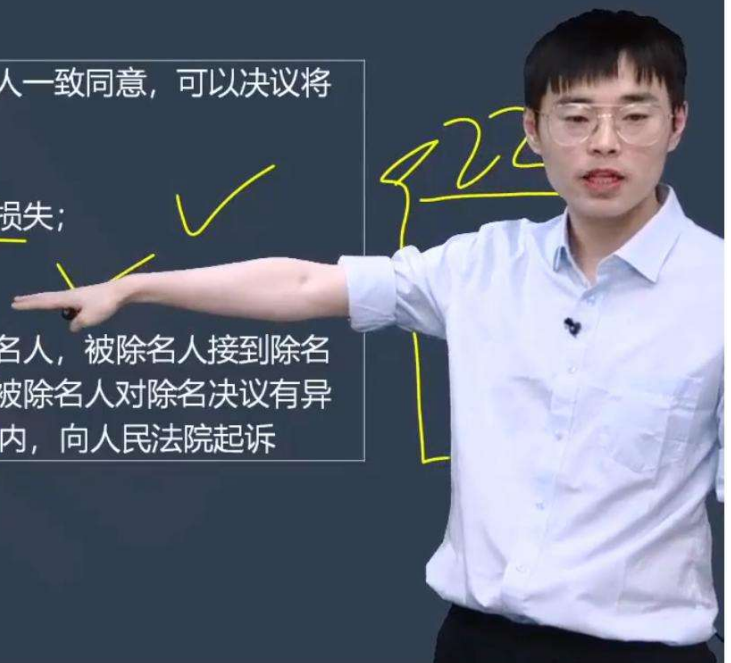 人一致同意，可以决议将
损失；
22
名人，被除名人接到除名
被除名人对除名决议有异
内，向人民法院起诉